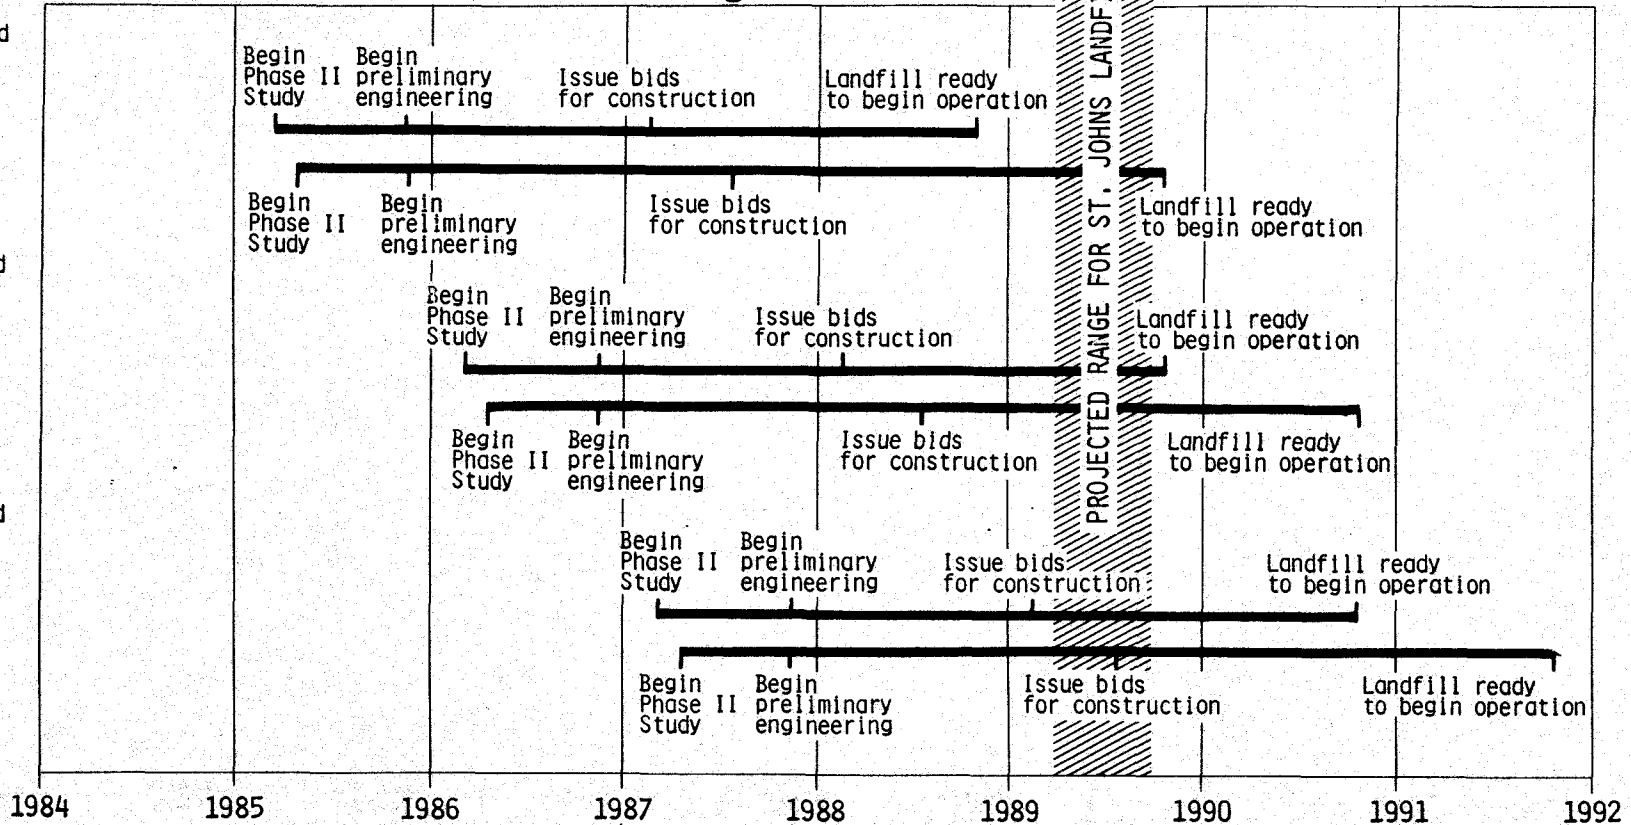 Begin
Phase II
Study
Begin
preliminary
engineering
Issue bids
for construction
Landfill ready
to begin operation
Begin
Phase II
Study
Begin
preliminary
engineering
Issue bids
for construction
Landfill ready
to begin operation
Begin
Phase II
Study
Begin
preliminary
engineering
Issue bids
for construction
Landfill ready
to begin operation
Begin
Phase II
Study
Begin
preliminary
engineering
Issue bids
for construction
Landfill ready
to begin operation
Begin
Phase II
Study
Begin
preliminary
engineering
Issue bids
for construction
Landfill ready
to begin operation
Begin
Phase II
Study
Begin
preliminary
engineering
Issue bids
for construction
Landfill ready
to begin operation
PROJECTED RANGE FOR ST. JOHNS
1984 1985 1986 1987 1988 1989 1990 1991 1992